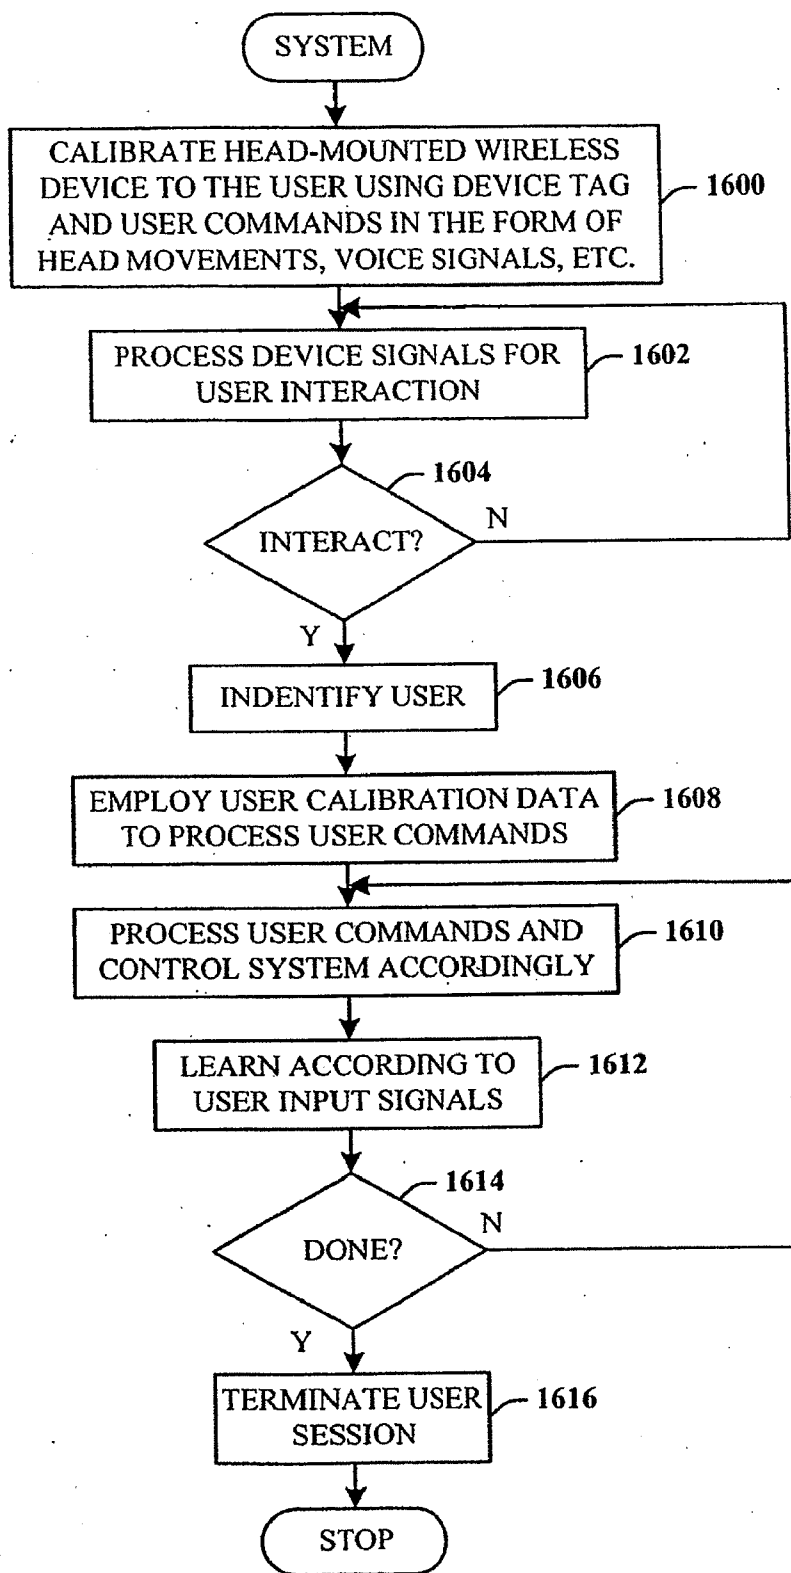 SYSTEM
CALIBRATE HEAD-MOUNTED WIRELESS
DEVICE TO THE USER USING DEVICE TAG
AND USER COMMANDS IN THE FORM OF
HEAD MOVEMENTS, VOICE SIGNALS, ETC.
1600
PROCESS DEVICE SIGNALS FOR
USER INTERACTION
1602
1604
INTERACT?
N
Y
INDENTIFY USER
1606
EMPLOY USER CALIBRATION DATA
TO PROCESS USER COMMANDS
1608
PROCESS USER COMMANDS AND
CONTROL SYSTEM ACCORDINGLY
1610
LEARN ACCORDING TO
USER INPUT SIGNALS
1612
1614
DONE?
N
Y
TERMINATE USER
SESSION
1616
STOP